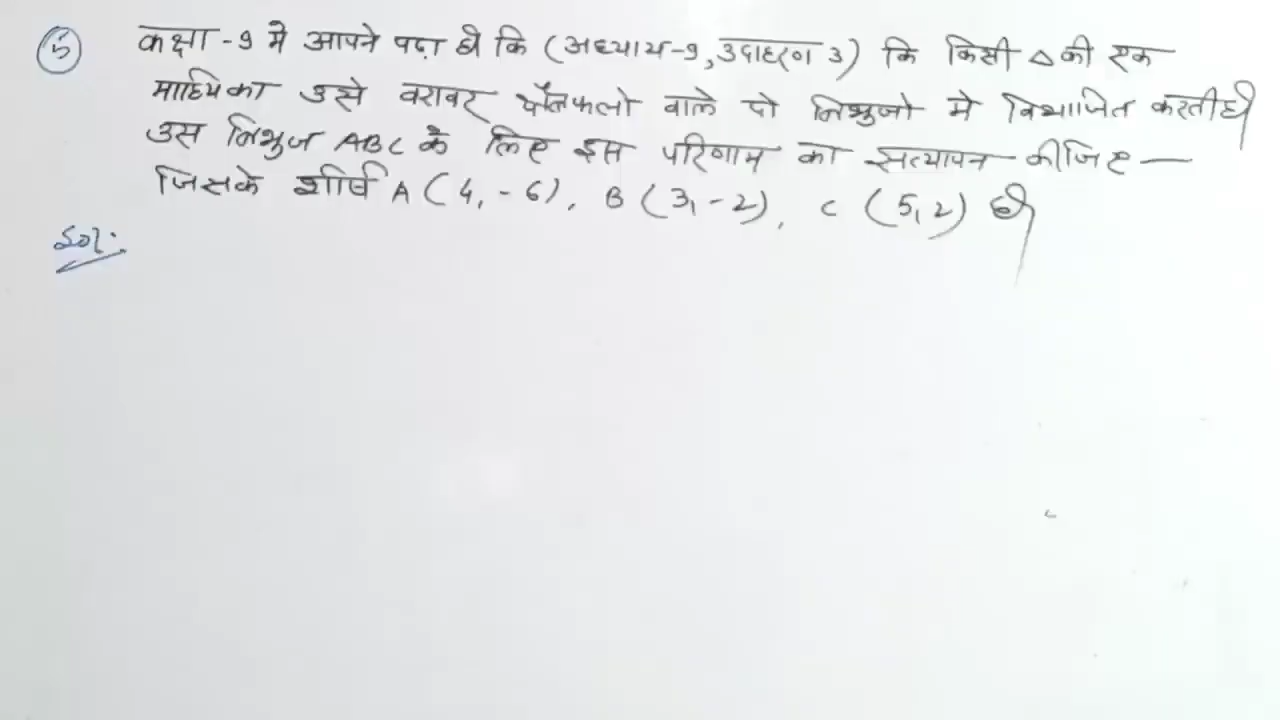 5 कक्षा-9 मे आपने पढ़ा है कि (अध्याय-9, उदाहरण 3) कि किसी △ की एक
माध्यिका उसे बराबर क्षेत्रफलो वाले दो त्रिभुजो मे विभाजित करती है।
उस त्रिभुज ABC के लिए इस परिणाम का सत्यापन कीजिए —
जिसके शीर्ष A (4, -6), B (3, -2), C (5, 2) है।
Sol: